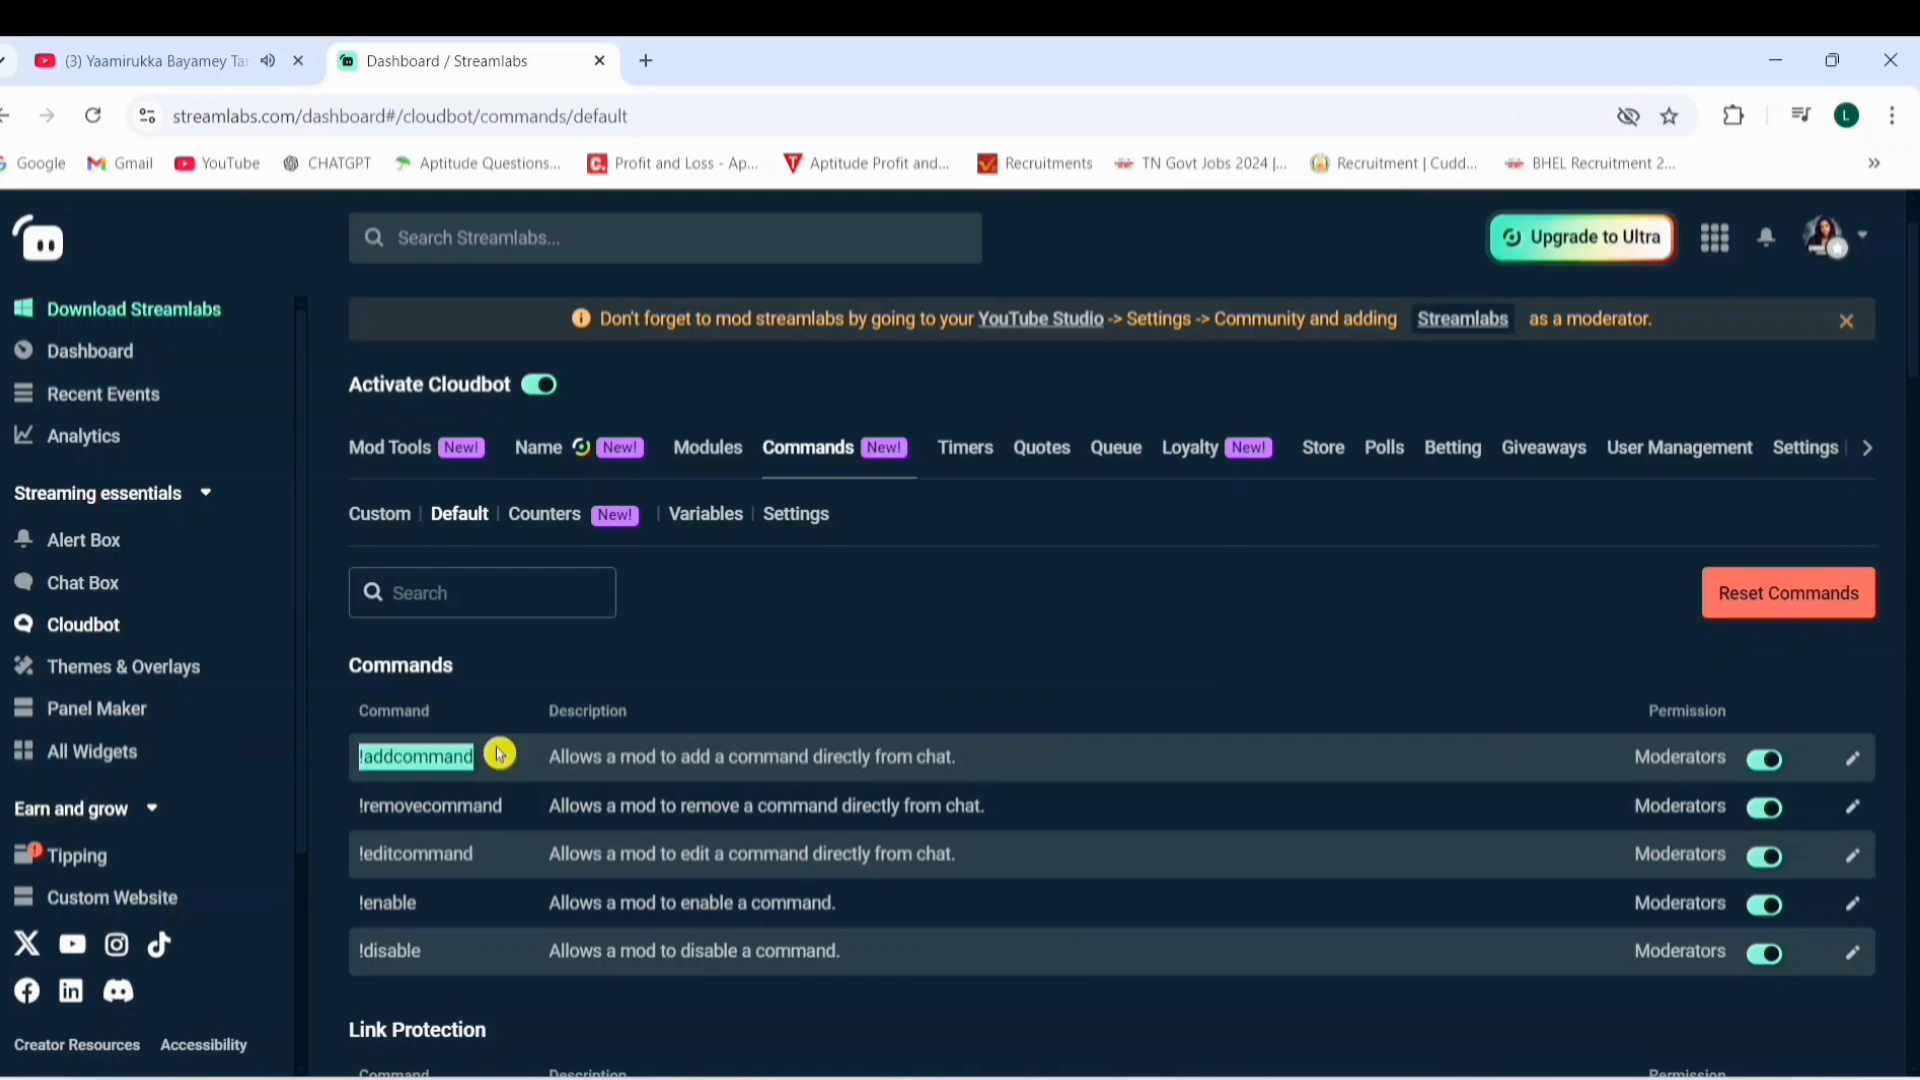 (3) Yaamirukka Bayamey Tar
Dashboard / Streamlabs
streamlabs.com/dashboard#/cloudbot/commands/default
Google Gmail YouTube CHATGPT Aptitude Questions... Profit and Loss - Ap... Aptitude Profit and... Recruitments TN Govt Jobs 2024 |... Recruitment | Cudd... BHEL Recruitment 2...
Search Streamlabs...
Upgrade to Ultra
Don't forget to mod streamlabs by going to your YouTube Studio -> Settings -> Community and adding Streamlabs as a moderator.
Download Streamlabs
Dashboard
Recent Events
Analytics
Streaming essentials
Alert Box
Chat Box
Cloudbot
Themes & Overlays
Panel Maker
All Widgets
Earn and grow
Tipping
Custom Website
Creator Resources Accessibility
Activate Cloudbot
Mod Tools New! Name New! Modules Commands New! Timers Quotes Queue Loyalty New! Store Polls Betting Giveaways User Management Settings
Custom | Default | Counters New! | Variables | Settings
Search
Reset Commands
Commands
Command Description Permission
!addcommand Allows a mod to add a command directly from chat. Moderators
!removecommand Allows a mod to remove a command directly from chat. Moderators
!editcommand Allows a mod to edit a command directly from chat. Moderators
!enable Allows a mod to enable a command. Moderators
!disable Allows a mod to disable a command. Moderators
Link Protection
Command Description Permission